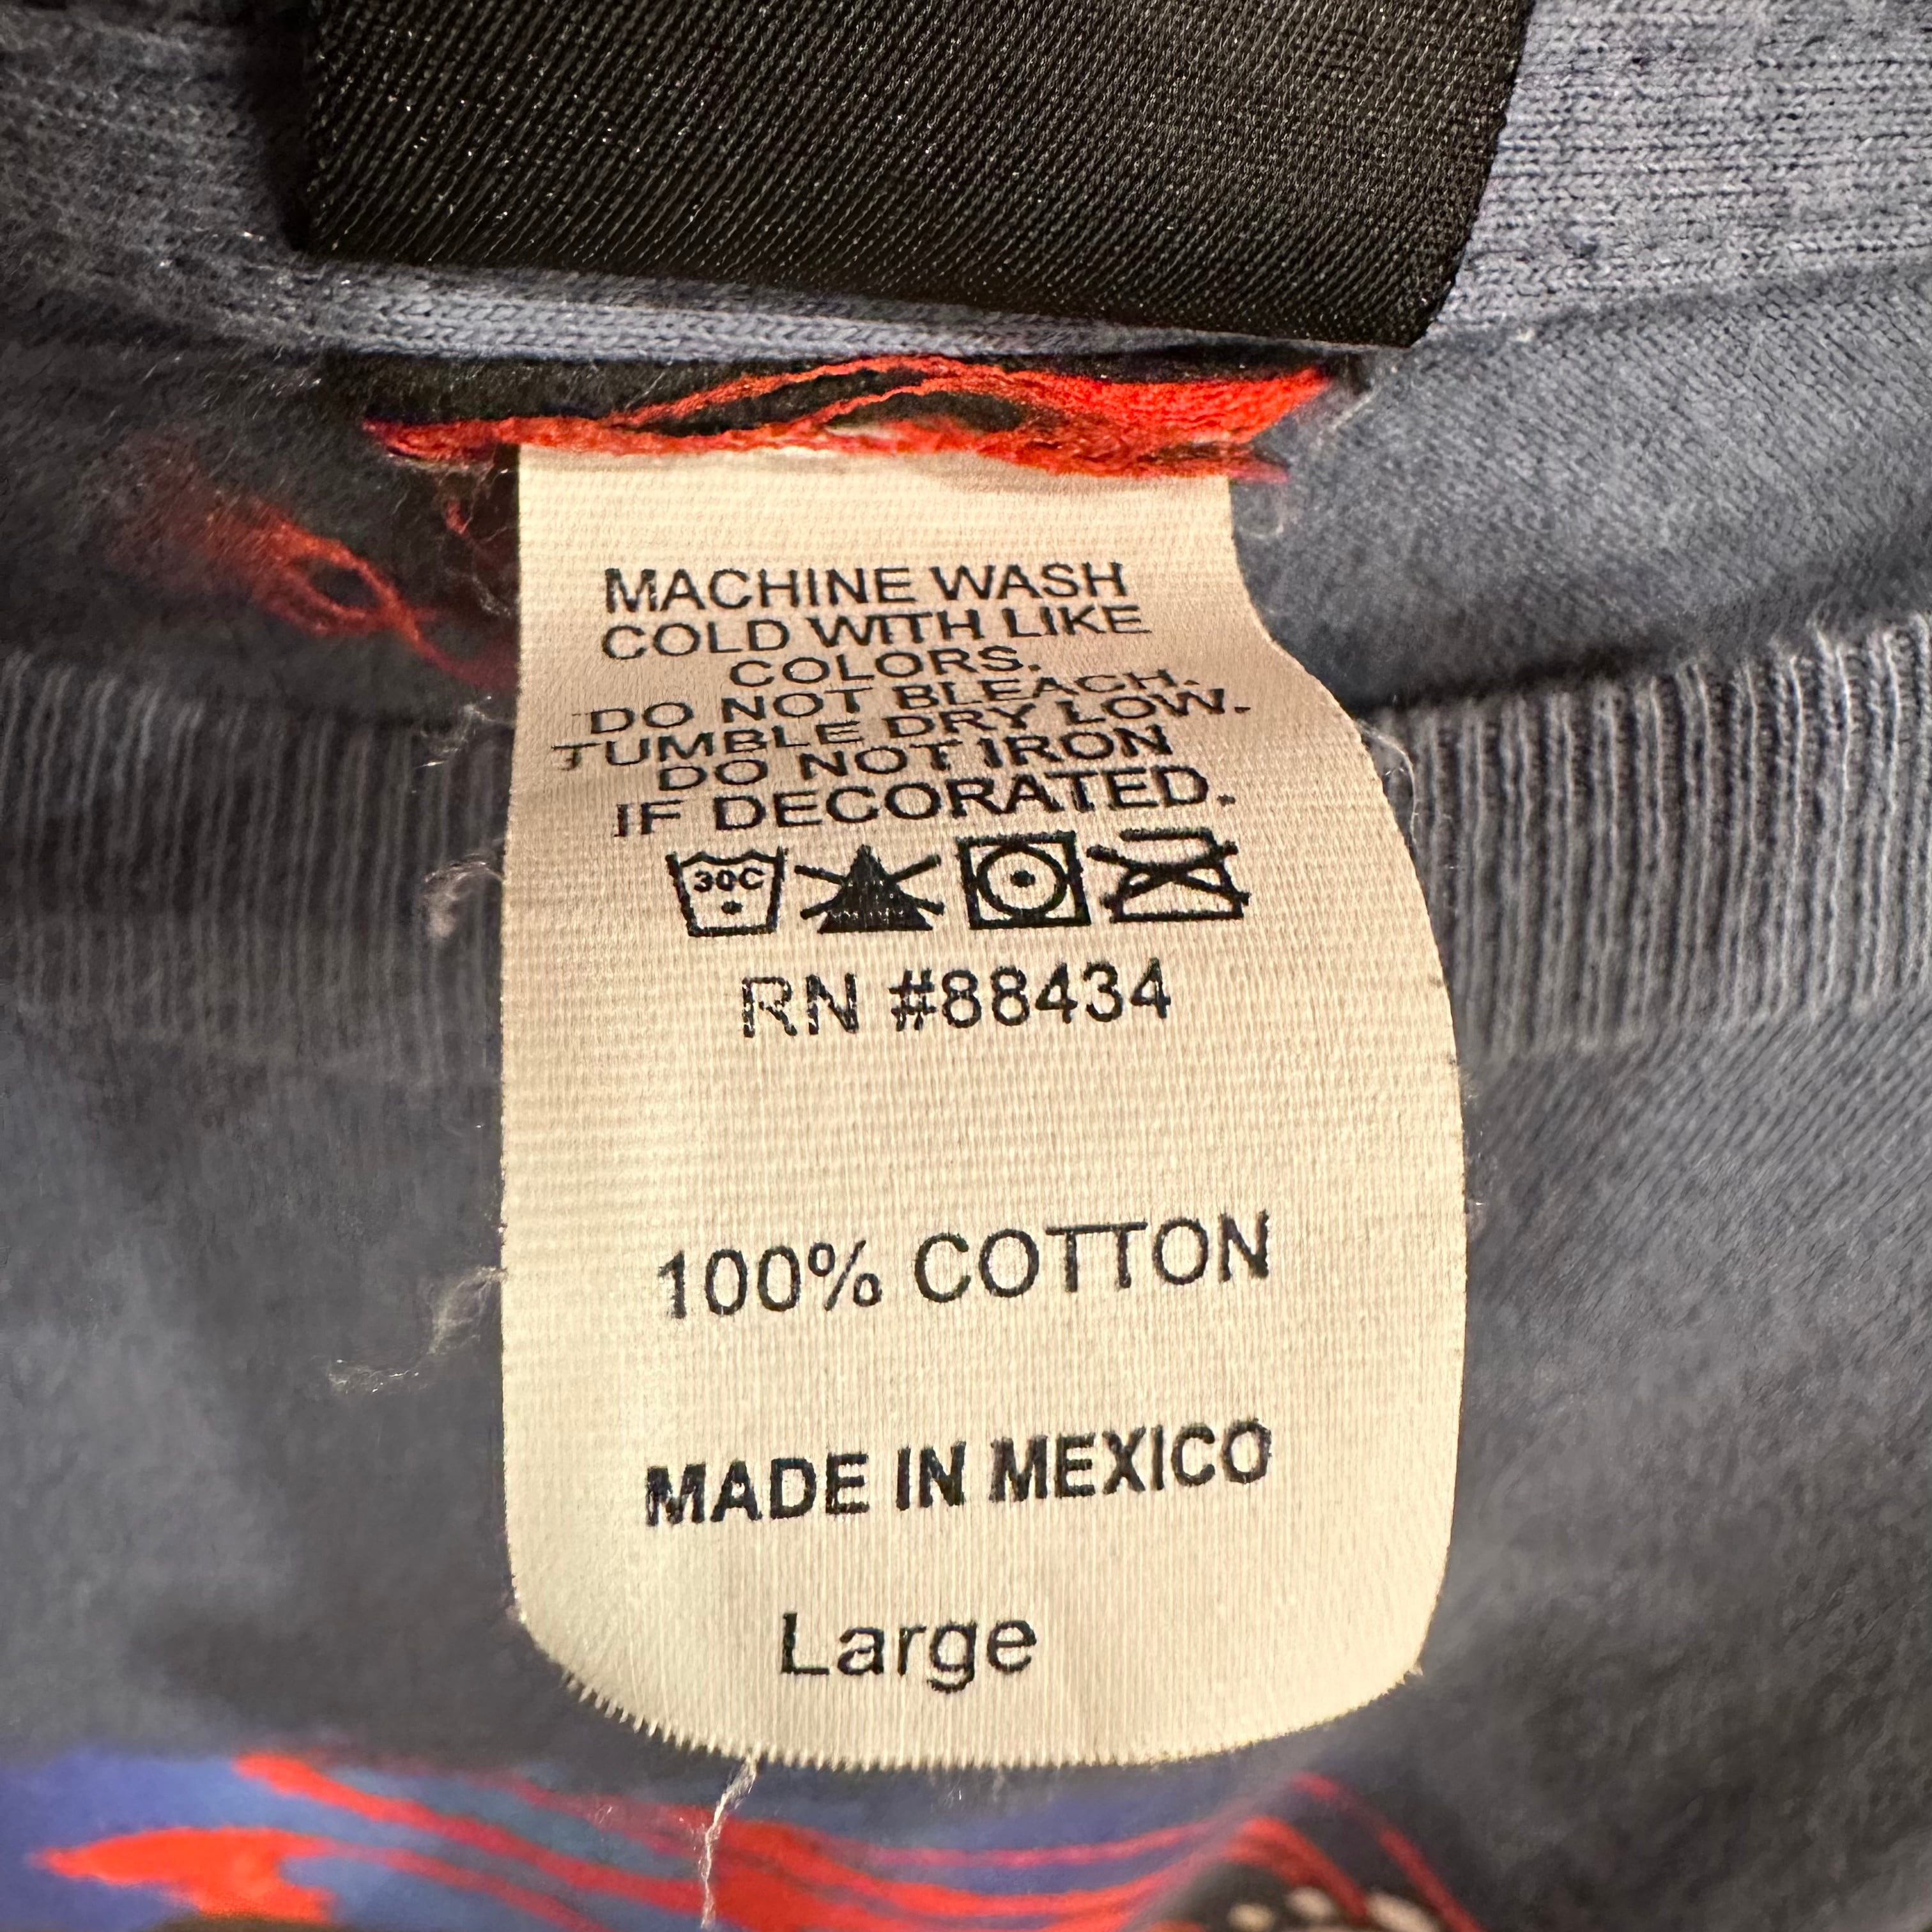 MACHINE WASH
COLD WITH LIKE
COLORS.
DO NOT BLEACH.
TUMBLE DRY LOW.
DO NOT IRON
IF DECORATED.
30C
RN #88434
100% COTTON
MADE IN MEXICO
Large